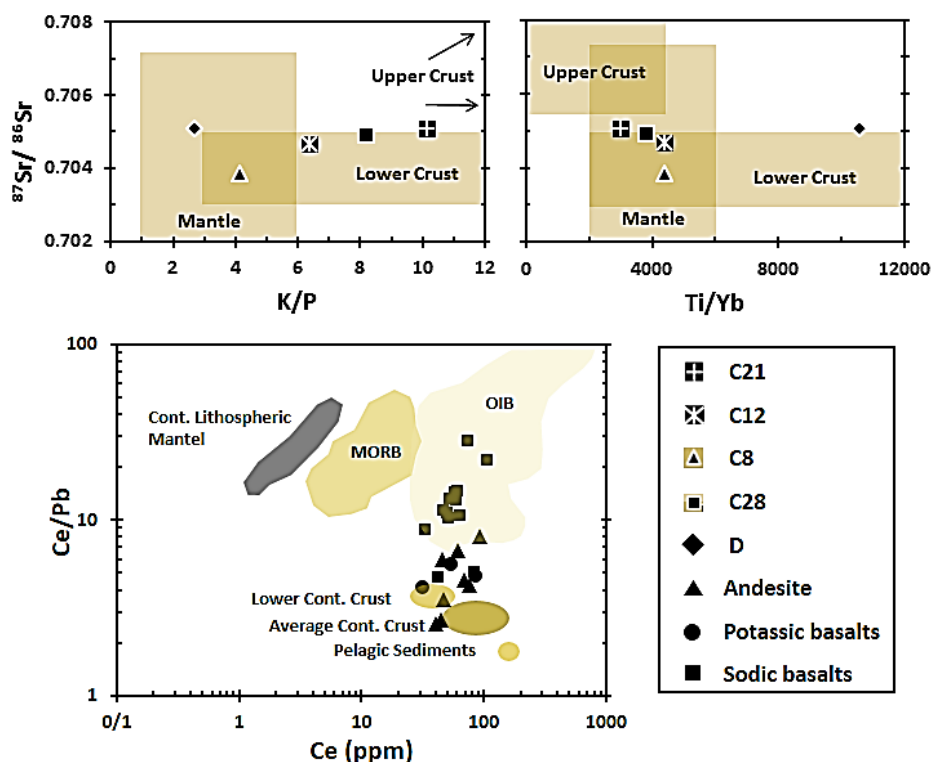 0.708
0.706
0.704
0.702
87Sr/ 86Sr
Upper Crust
Lower Crust
Mantle
0 2 4 6 8 10 12
K/P
Upper Crust
Lower Crust
Mantle
0 4000 8000 12000
Ti/Yb
100
10
1
Ce/Pb
Cont. Lithospheric
Mantel
MORB
OIB
Lower Cont. Crust
Average Cont. Crust
Pelagic Sediments
0/1 1 10 100 1000
Ce (ppm)
C21
C12
C8
C28
D
Andesite
Potassic basalts
Sodic basalts